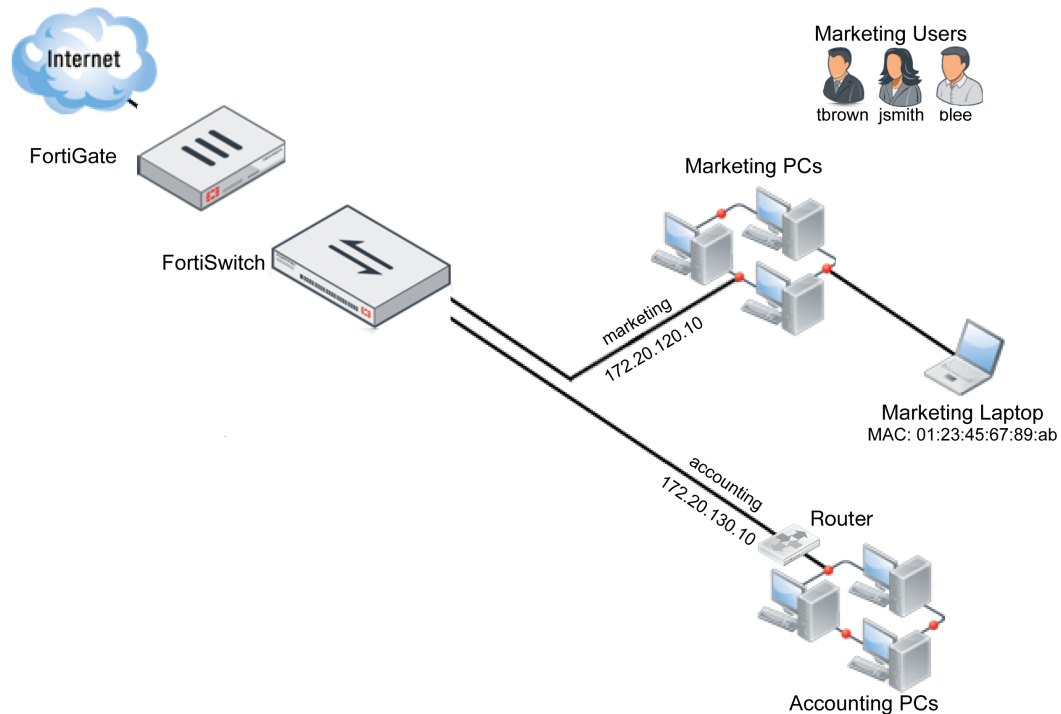 Internet
Marketing Users
tbrown jsmith blee
FortiGate
Marketing PCs
FortiSwitch
marketing
172.20.120.10
Marketing Laptop
MAC: 01:23:45:67:89:ab
accounting
172.20.130.10
Router
Accounting PCs